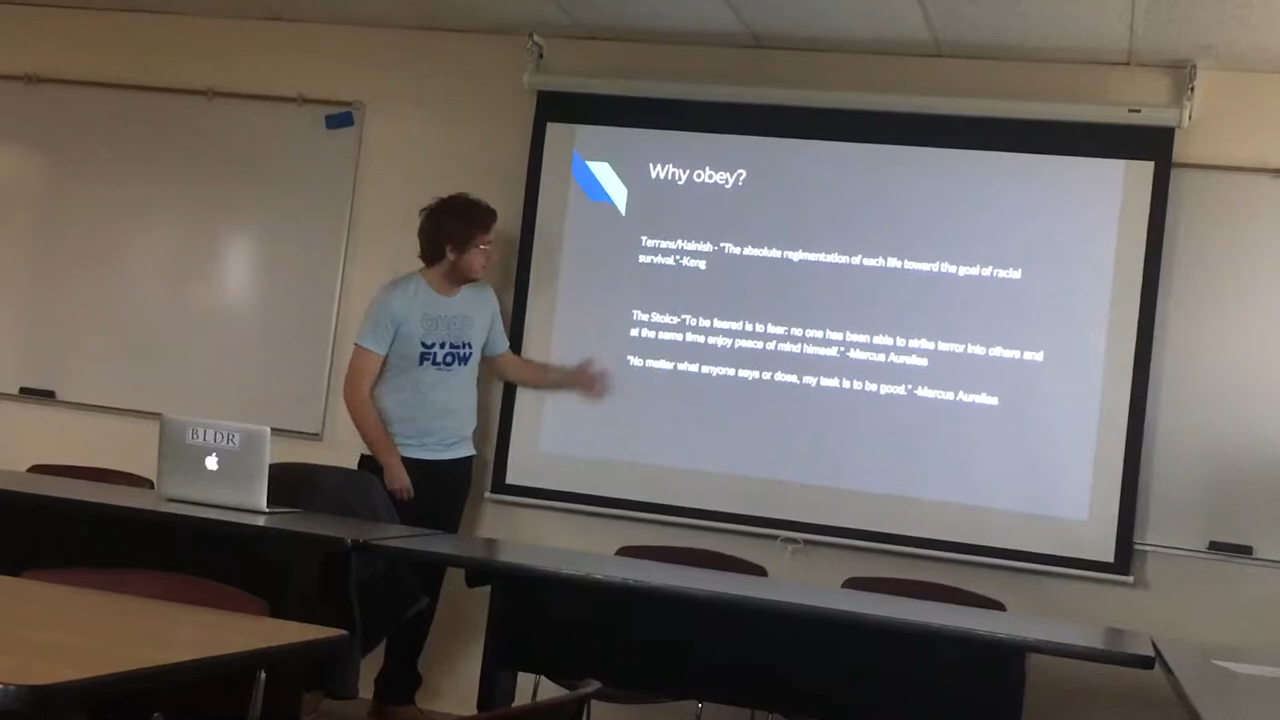 Why obey?
Terrans/Hainish - "The absolute regimentation of each life toward the goal of racial
survival."-Keng
The Stoics-"To be feared is to fear: no one has been able to strike terror into others and
at the same time enjoy peace of mind himself." -Marcus Aurelias
"No matter what anyone says or does, my task is to be good." -Marcus Aurelias
OVER
FLOW
BLDR